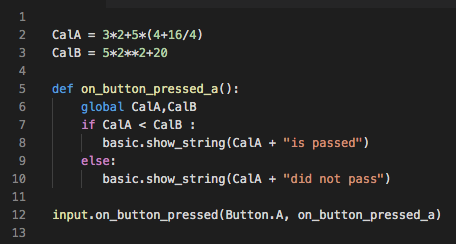 1
2 CalA = 3*2+5*(4+16/4)
3 CalB = 5*2**2+20
4
5 def on_button_pressed_a():
6     global CalA,CalB
7     if CalA < CalB :
8         basic.show_string(CalA + "is passed")
9     else:
10         basic.show_string(CalA + "did not pass")
11
12 input.on_button_pressed(Button.A, on_button_pressed_a)
13